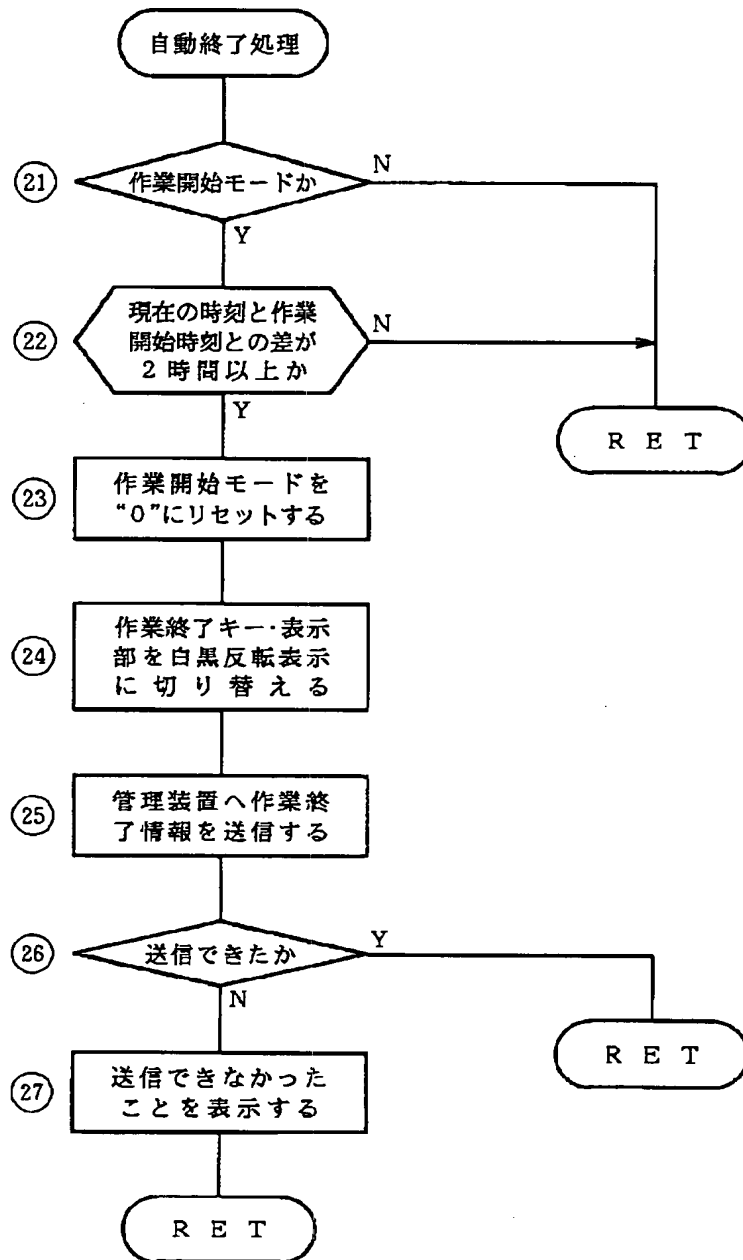 自動終了処理
21
作業開始モードか
N
Y
22
現在の時刻と作業
開始時刻との差が
2時間以上か
N
Y
RET
23
作業開始モードを
“0”にリセットする
24
作業終了キー・表示
部を白黒反転表示
に切り替える
25
管理装置へ作業終
了情報を送信する
26
送信できたか
Y
N
RET
27
送信できなかった
ことを表示する
RET